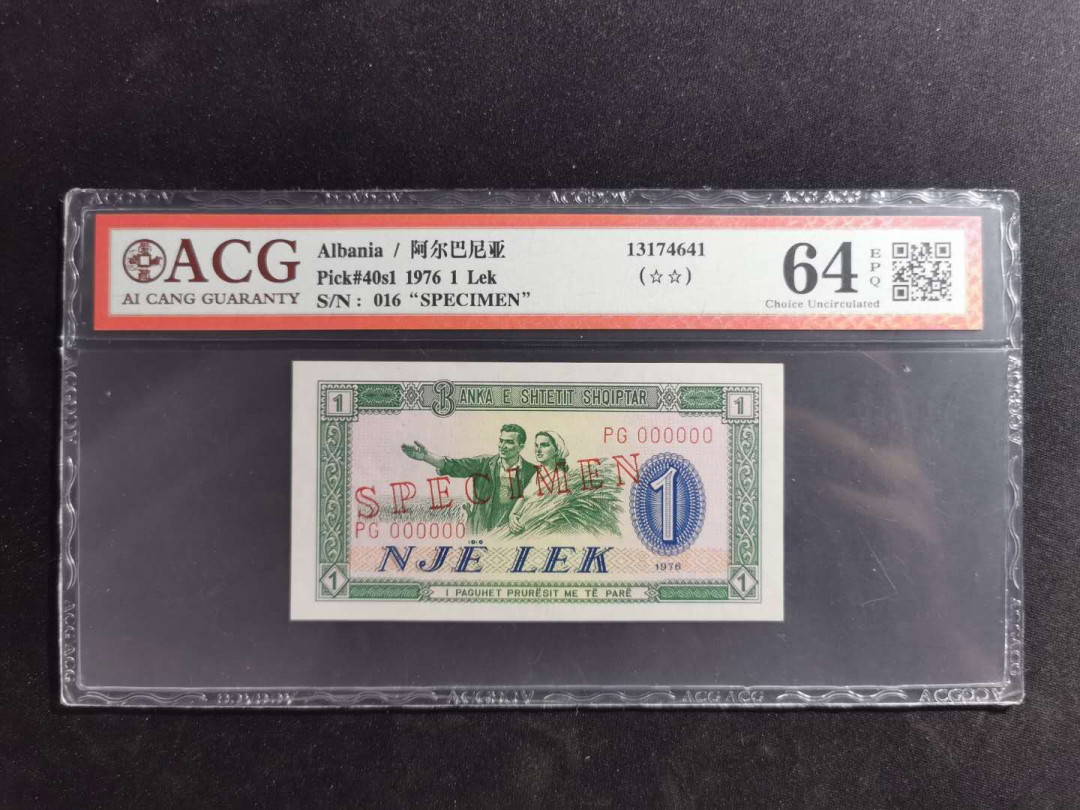 ACG
AI CANG GUARANTY
Albania / 阿尔巴尼亚
Pick#40s1 1976 1 Lek
S/N : 016 “SPECIMEN”
13174641
(☆☆)
64
EPQ
Choice Uncirculated
1 BANKA E SHTETIT SHQIPTAR 1
PG 000000
SPECIMEN
PG 000000
1
NJË LEK
1976
1 I PAGUHET PRURËSIT ME TË PARË 1